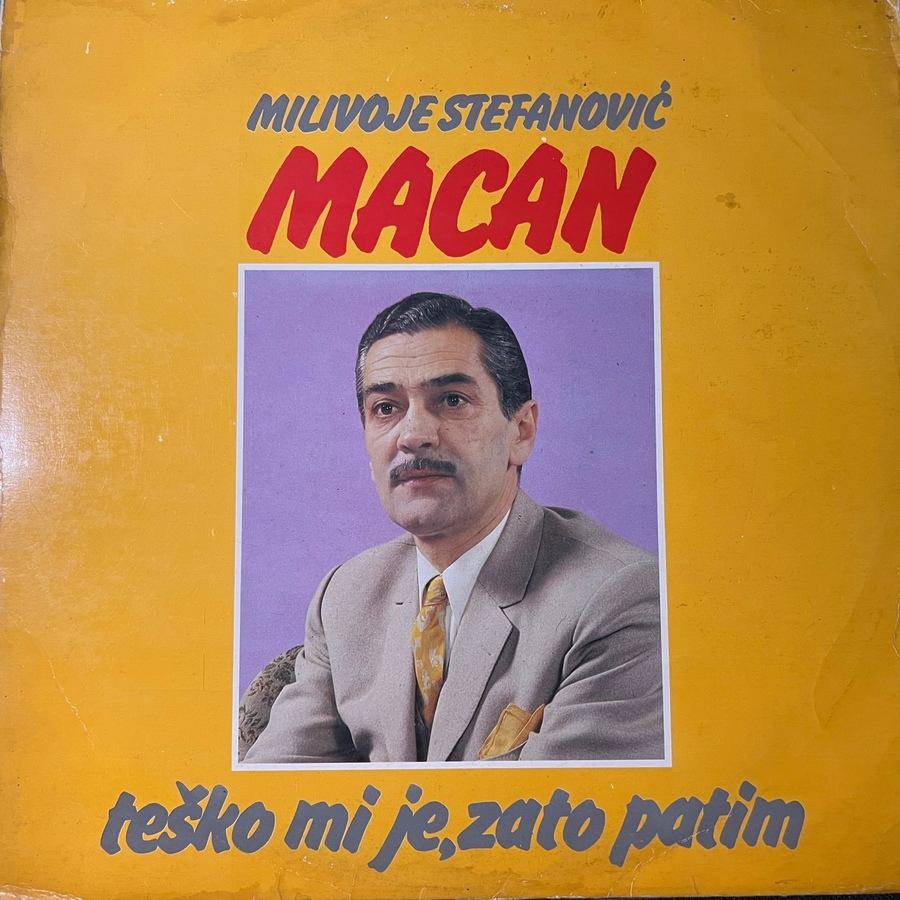 MILIVOJE STEFANOVIĆ
MACAN
teško mi je, zato patim